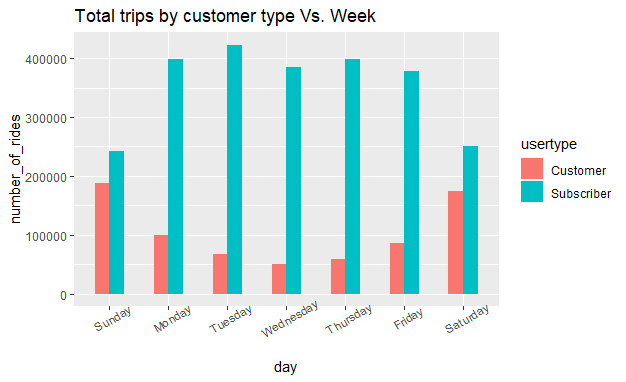 Total trips by customer type Vs. Week
number_of_rides
400000
300000
200000
100000
0
Sunday
Monday
Tuesday
Wednesday
Thursday
Friday
Saturday
day
usertype
Customer
Subscriber